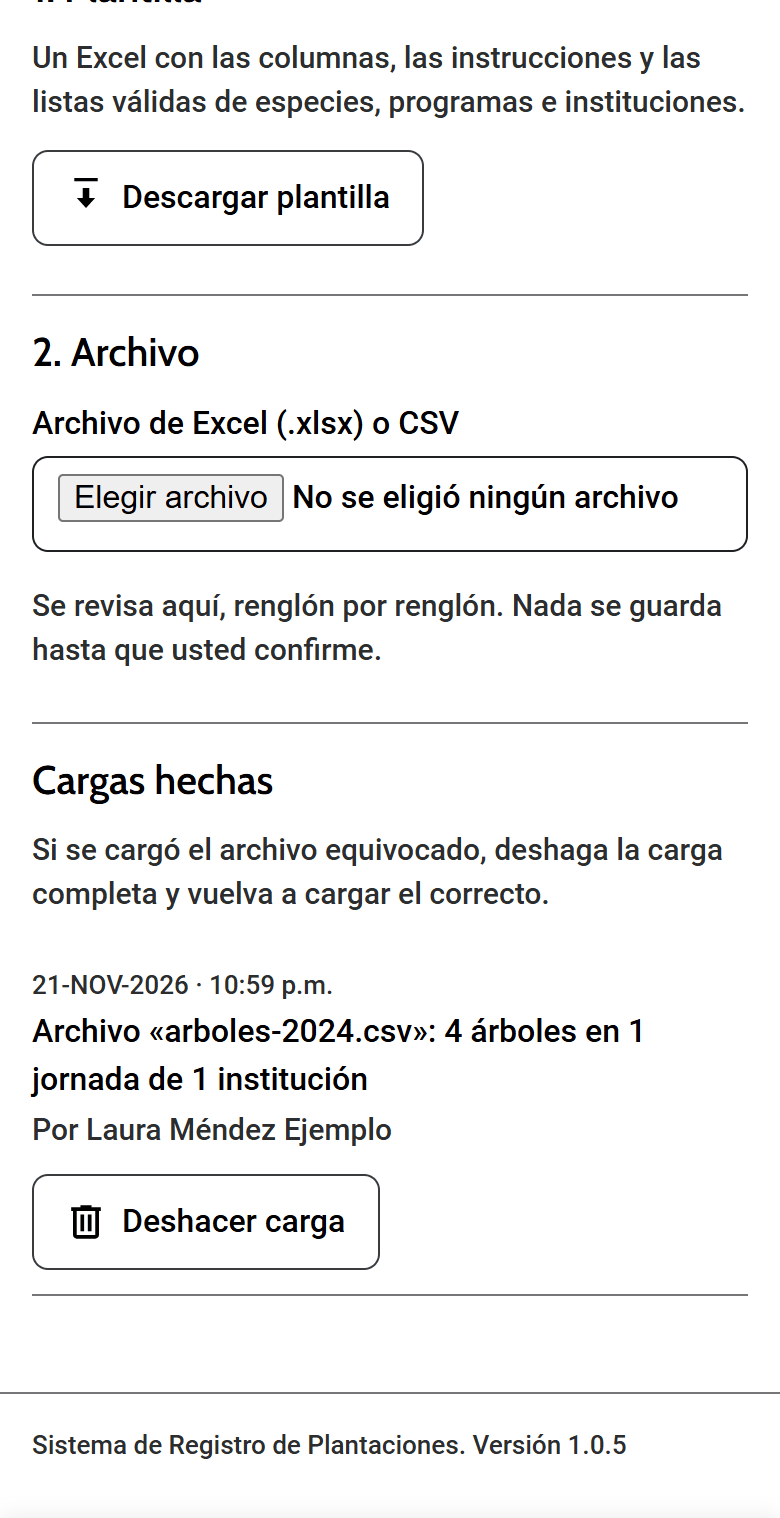 1. Plantilla
Un Excel con las columnas, las instrucciones y las
listas válidas de especies, programas e instituciones.
Descargar plantilla
2. Archivo
Archivo de Excel (.xlsx) o CSV
Elegir archivo No se eligió ningún archivo
Se revisa aquí, renglón por renglón. Nada se guarda
hasta que usted confirme.
Cargas hechas
Si se cargó el archivo equivocado, deshaga la carga
completa y vuelva a cargar el correcto.
21-NOV-2026 · 10:59 p.m.
Archivo «arboles-2024.csv»: 4 árboles en 1
jornada de 1 institución
Por Laura Méndez Ejemplo
Deshacer carga
Sistema de Registro de Plantaciones. Versión 1.0.5